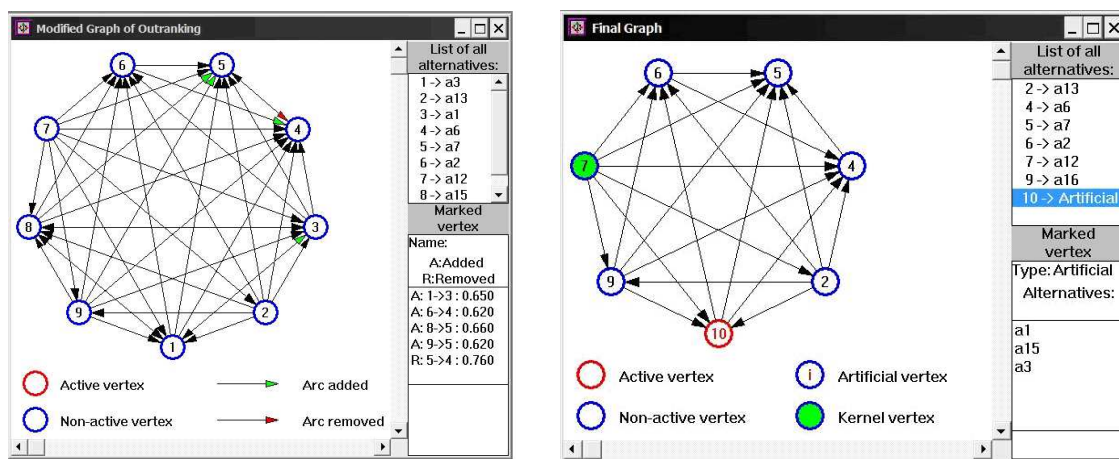 Modified Graph of Outranking
6
5
7
4
8
3
9
2
1
Active vertex
Arc added
Non-active vertex
Arc removed
List of all
alternatives:
1 -> a3
2 -> a13
3 -> a1
4 -> a6
5 -> a7
6 -> a2
7 -> a12
8 -> a15
Marked
vertex
Name:
A:Added
R:Removed
A: 1->3 : 0.650
A: 6->4 : 0.620
A: 8->5 : 0.660
A: 9->5 : 0.620
R: 5->4 : 0.760
Final Graph
6
5
7
4
9
2
10
Active vertex
i
Artificial vertex
Non-active vertex
Kernel vertex
List of all
alternatives:
2 -> a13
4 -> a6
5 -> a7
6 -> a2
7 -> a12
9 -> a16
10 -> Artificial
Marked
vertex
Type: Artificial
Alternatives:
a1
a15
a3